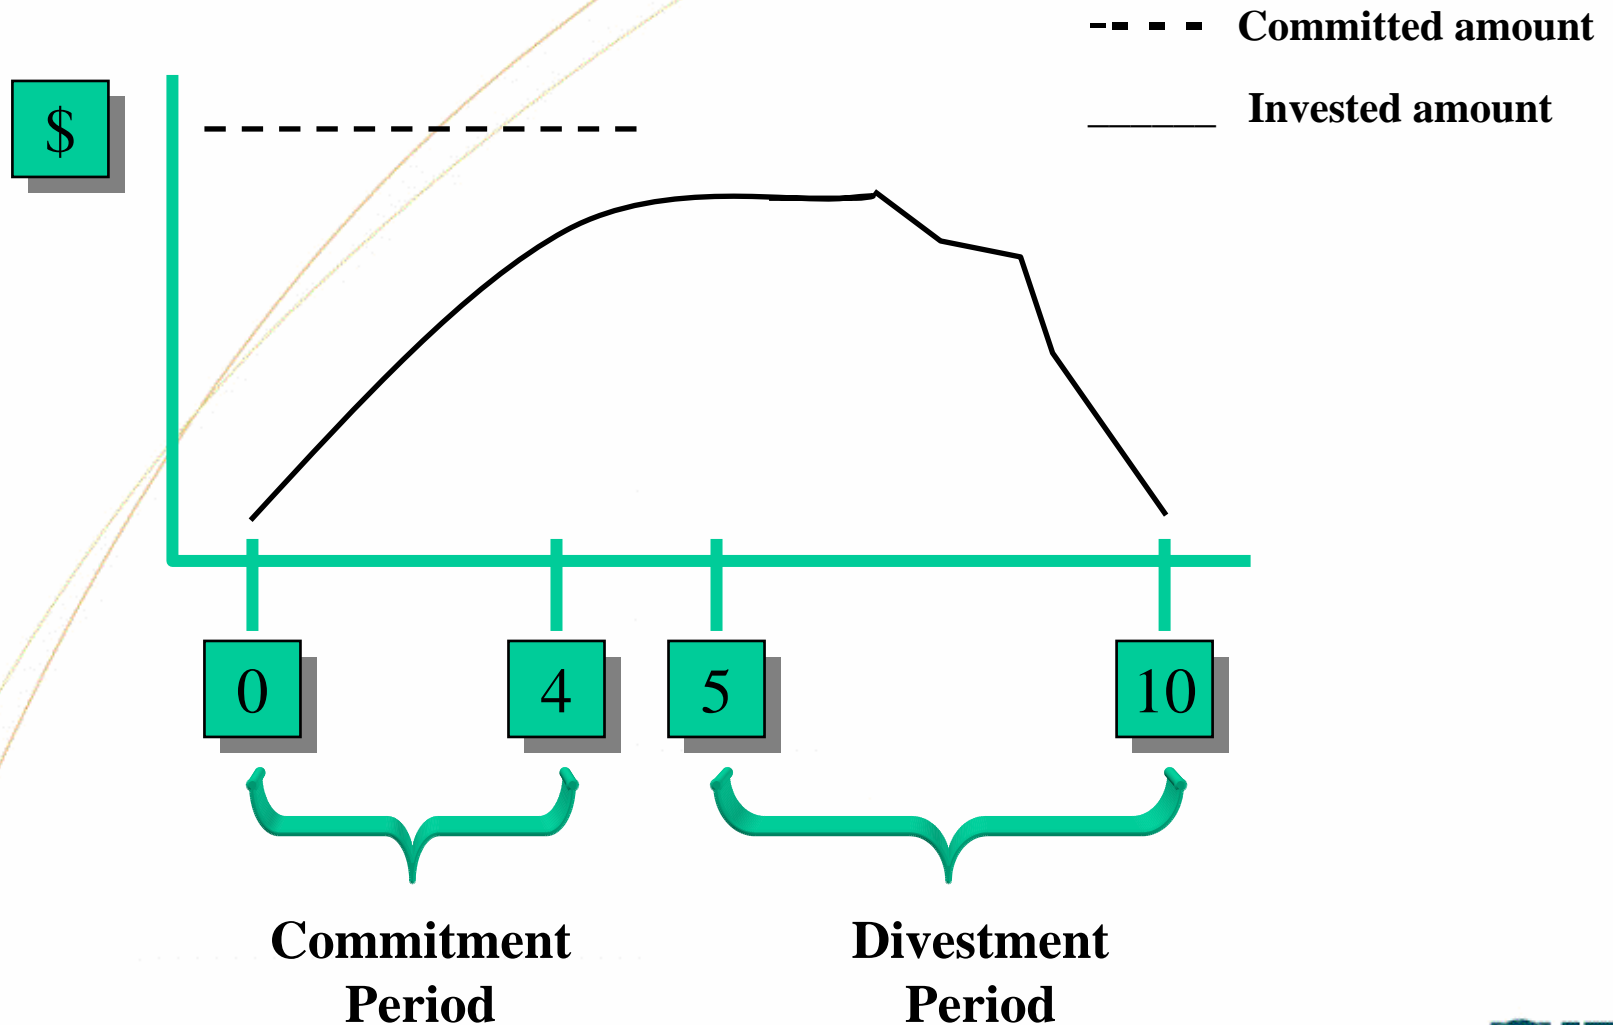 Committed amount
$
Invested amount
0
4
5
10
Commitment
Period
Divestment
Period